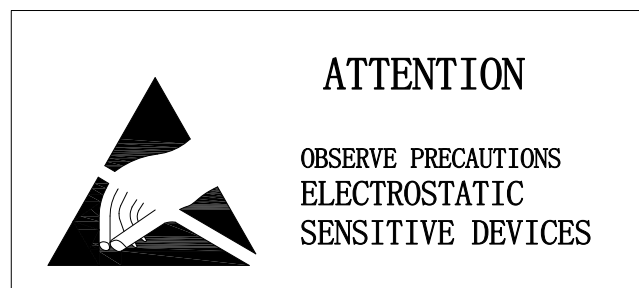 ATTENTION
OBSERVE PRECAUTIONS
ELECTROSTATIC
SENSITIVE DEVICES